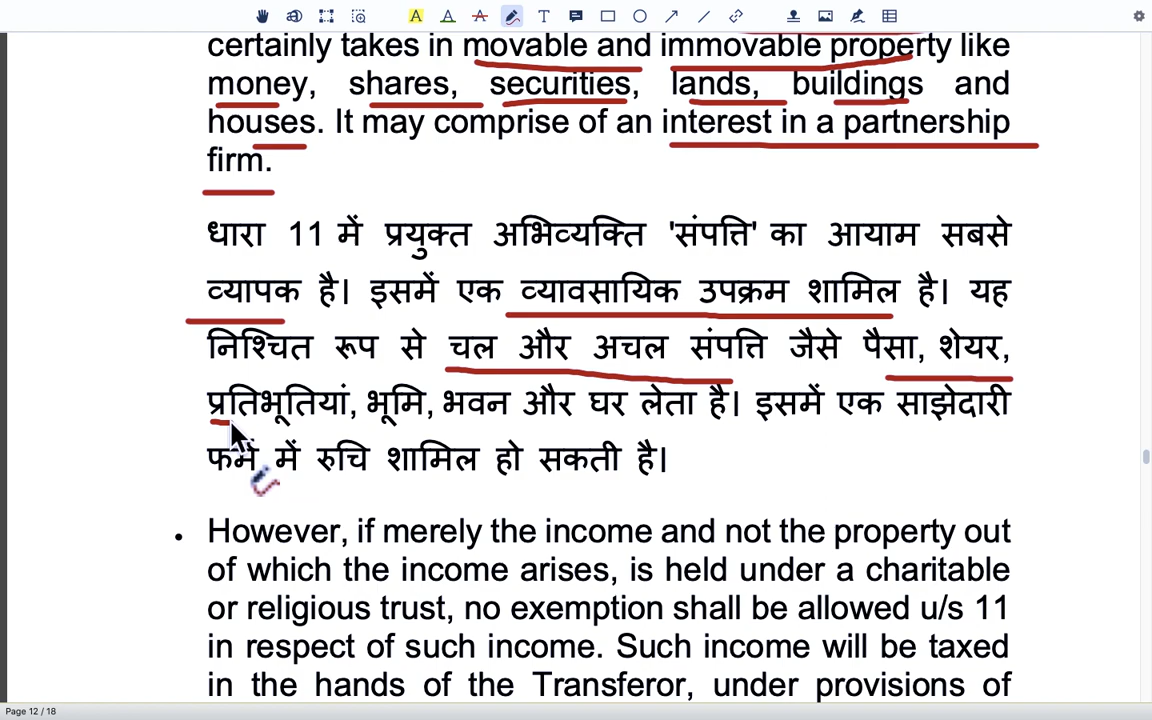 certainly takes in movable and immovable property like
money, shares, securities, lands, buildings and
houses. It may comprise of an interest in a partnership
firm.
धारा 11 में प्रयुक्त अभिव्यक्ति 'संपत्ति' का आयाम सबसे
व्यापक है। इसमें एक व्यावसायिक उपक्रम शामिल है। यह
निश्चित रूप से चल और अचल संपत्ति जैसे पैसा, शेयर,
प्रतिभूतियां, भूमि, भवन और घर लेता है। इसमें एक साझेदारी
फर्म में रुचि शामिल हो सकती है।
• However, if merely the income and not the property out
of which the income arises, is held under a charitable
or religious trust, no exemption shall be allowed u/s 11
in respect of such income. Such income will be taxed
in the hands of the Transferor, under provisions of
Page 12 / 18